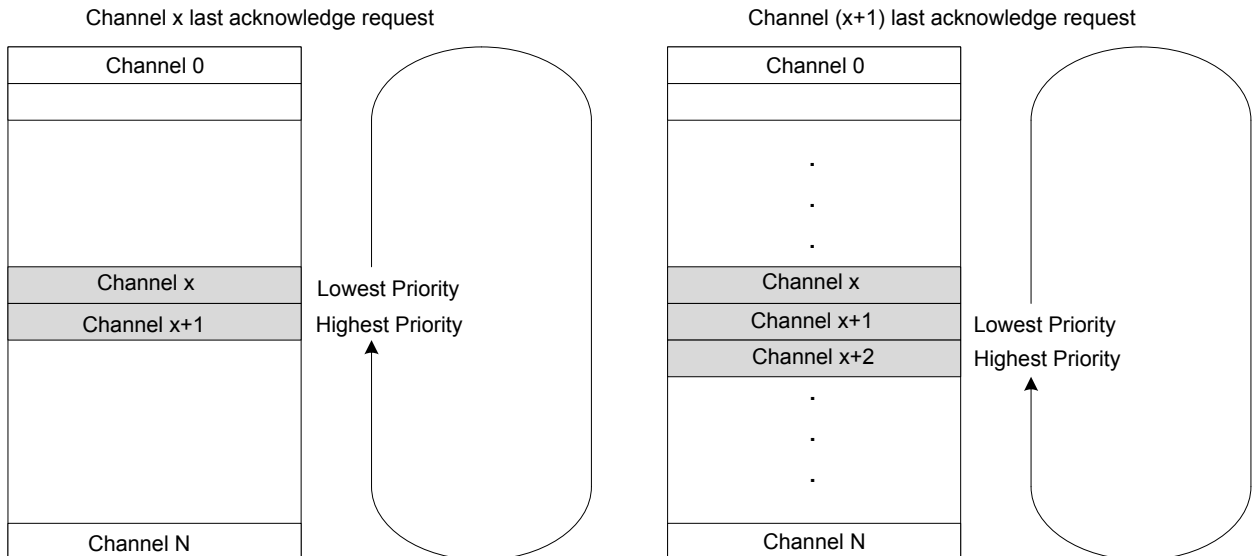 Channel x last acknowledge request
Channel 0
Channel x
Lowest Priority
Channel x+1
Highest Priority
Channel N
Channel (x+1) last acknowledge request
Channel 0
.
.
.
Channel x
Channel x+1
Lowest Priority
Channel x+2
Highest Priority
.
.
.
Channel N